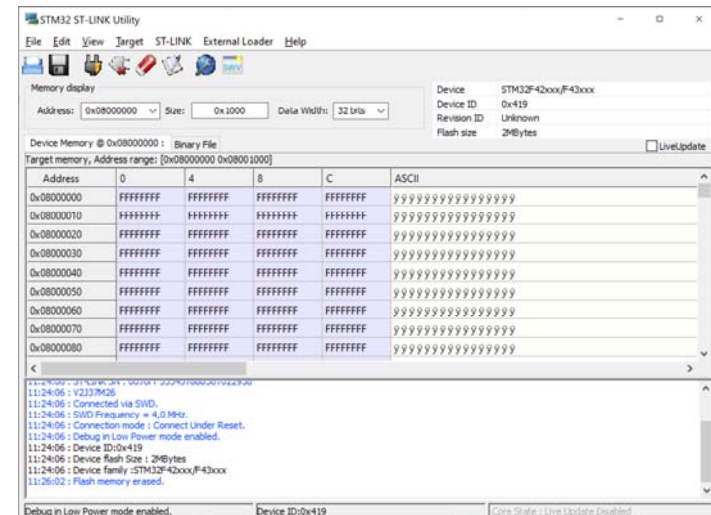 STM32 ST-LINK Utility
File Edit View Target ST-LINK External Loader Help
SWV
Memory display
Address: 0x08000000 Size: 0x1000 Data Width: 32 bits
Device STM32F42xxx/F43xxx
Device ID 0x419
Revision ID Unknown
Flash size 2MBytes
Device Memory @ 0x08000000 : Binary File
LiveUpdate
Target memory, Address range: [0x08000000 0x08001000]
Address 0 4 8 C ASCII
0x08000000 FFFFFFFF FFFFFFFF FFFFFFFF FFFFFFFF ÿÿÿÿÿÿÿÿÿÿÿÿÿÿÿÿ
0x08000010 FFFFFFFF FFFFFFFF FFFFFFFF FFFFFFFF ÿÿÿÿÿÿÿÿÿÿÿÿÿÿÿÿ
0x08000020 FFFFFFFF FFFFFFFF FFFFFFFF FFFFFFFF ÿÿÿÿÿÿÿÿÿÿÿÿÿÿÿÿ
0x08000030 FFFFFFFF FFFFFFFF FFFFFFFF FFFFFFFF ÿÿÿÿÿÿÿÿÿÿÿÿÿÿÿÿ
0x08000040 FFFFFFFF FFFFFFFF FFFFFFFF FFFFFFFF ÿÿÿÿÿÿÿÿÿÿÿÿÿÿÿÿ
0x08000050 FFFFFFFF FFFFFFFF FFFFFFFF FFFFFFFF ÿÿÿÿÿÿÿÿÿÿÿÿÿÿÿÿ
0x08000060 FFFFFFFF FFFFFFFF FFFFFFFF FFFFFFFF ÿÿÿÿÿÿÿÿÿÿÿÿÿÿÿÿ
0x08000070 FFFFFFFF FFFFFFFF FFFFFFFF FFFFFFFF ÿÿÿÿÿÿÿÿÿÿÿÿÿÿÿÿ
0x08000080 FFFFFFFF FFFFFFFF FFFFFFFF FFFFFFFF ÿÿÿÿÿÿÿÿÿÿÿÿÿÿÿÿ
11:24:06 : V2J37M26
11:24:06 : Connected via SWD.
11:24:06 : SWD Frequency = 4,0 MHz.
11:24:06 : Connection mode : Connect Under Reset.
11:24:06 : Debug in Low Power mode enabled.
11:24:06 : Device ID:0x419
11:24:06 : Device flash Size : 2MBytes
11:24:06 : Device family :STM32F42xxx/F43xxx
11:26:02 : Flash memory erased.
Debug in Low Power mode enabled. Device ID:0x419 Core State : Live Update Disabled